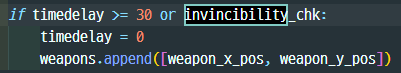 if timedelay >= 30 or invincibility_chk:
    timedelay = 0
    weapons.append([weapon_x_pos, weapon_y_pos])